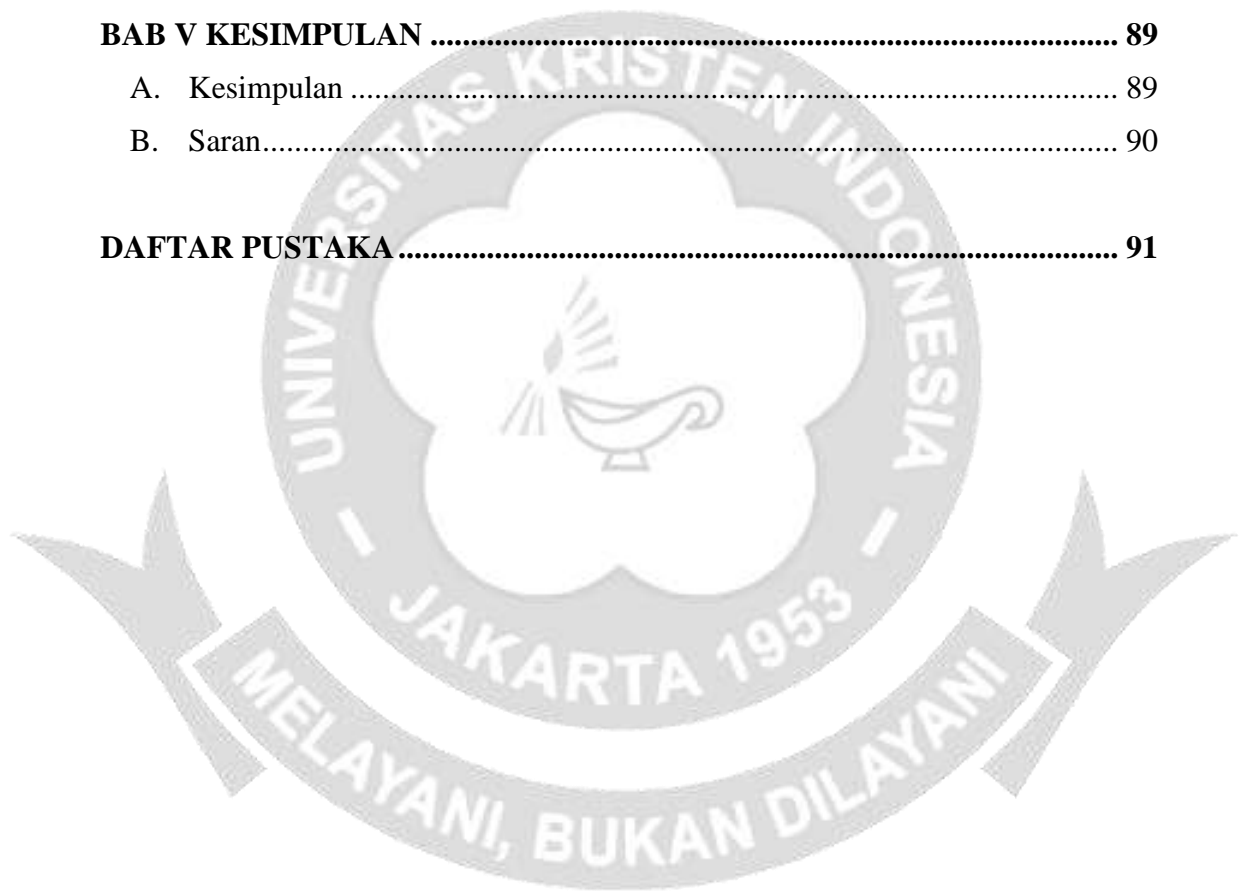 BAB V KESIMPULAN ........................................................................................ 89
A. Kesimpulan ................................................................................................ 89
B. Saran........................................................................................................... 90
DAFTAR PUSTAKA............................................................................................ 91
UNIVERSITAS KRISTEN INDONESIA
- JAKARTA 1953 -
MELAYANI, BUKAN DILAYANI